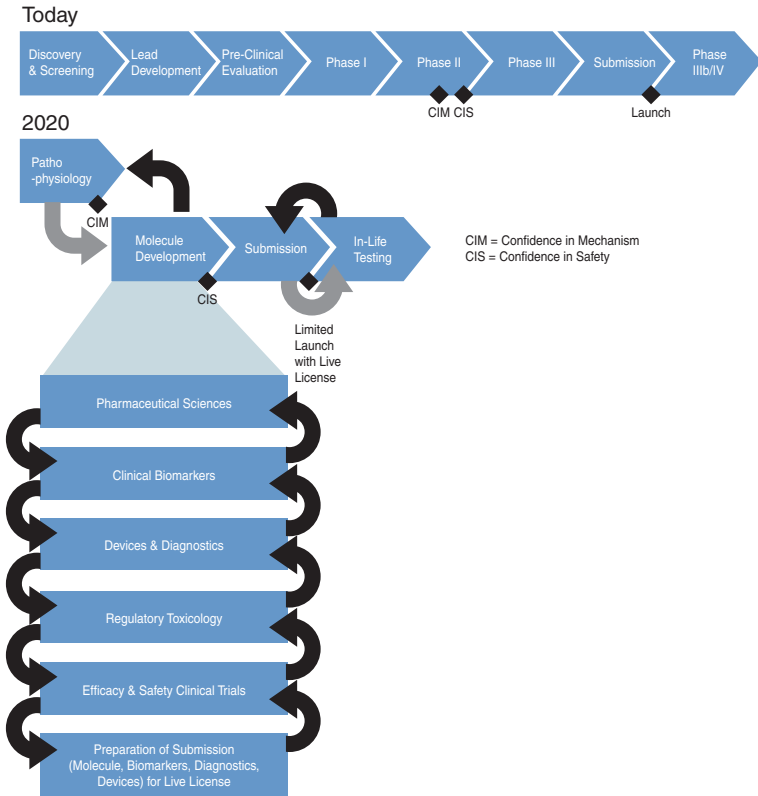 Today
Discovery
& Screening
Lead
Development
Pre-Clinical
Evaluation
Phase I
Phase II
Phase III
Submission
Phase
IIIb/IV
CIM
CIS
Launch
2020
Patho
-physiology
CIM
Molecule
Development
Submission
In-Life
Testing
CIM = Confidence in Mechanism
CIS = Confidence in Safety
CIS
Limited
Launch
with Live
License
Pharmaceutical Sciences
Clinical Biomarkers
Devices & Diagnostics
Regulatory Toxicology
Efficacy & Safety Clinical Trials
Preparation of Submission
(Molecule, Biomarkers, Diagnostics,
Devices) for Live License